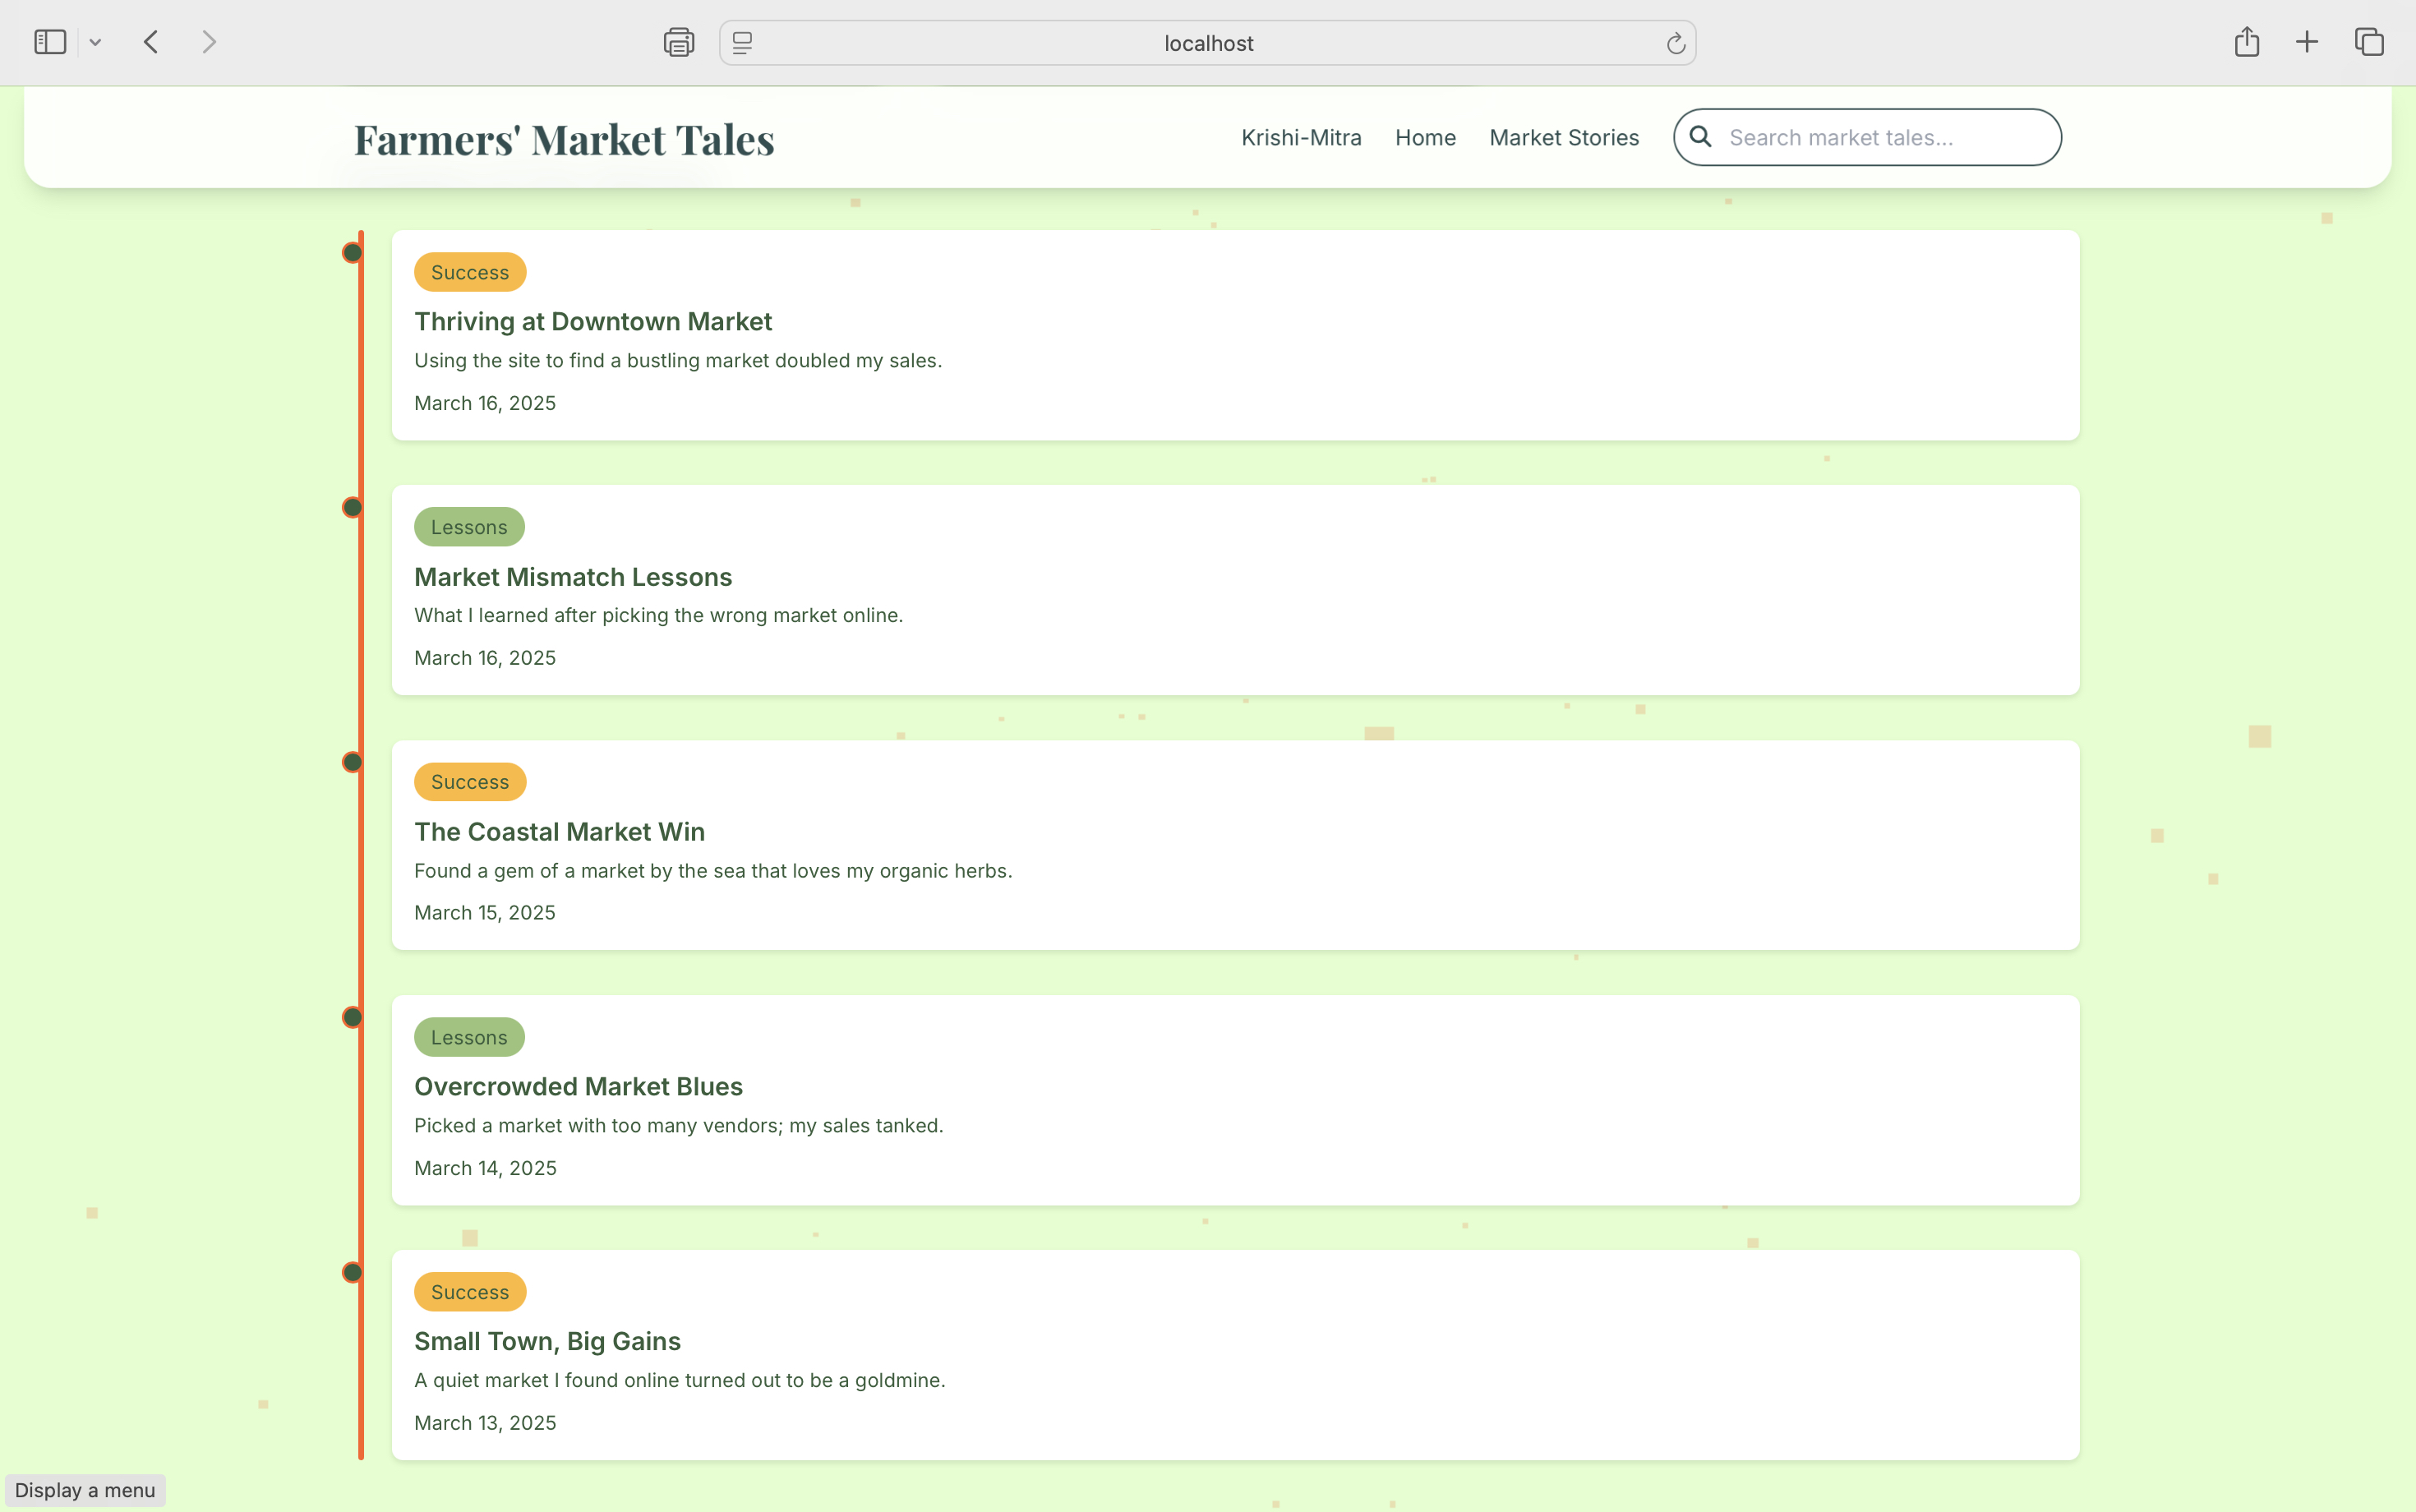 localhost
Farmers' Market Tales
Krishi-Mitra
Home
Market Stories
Search market tales...
Success
Thriving at Downtown Market
Using the site to find a bustling market doubled my sales.
March 16, 2025
Lessons
Market Mismatch Lessons
What I learned after picking the wrong market online.
March 16, 2025
Success
The Coastal Market Win
Found a gem of a market by the sea that loves my organic herbs.
March 15, 2025
Lessons
Overcrowded Market Blues
Picked a market with too many vendors; my sales tanked.
March 14, 2025
Success
Small Town, Big Gains
A quiet market I found online turned out to be a goldmine.
March 13, 2025
Display a menu